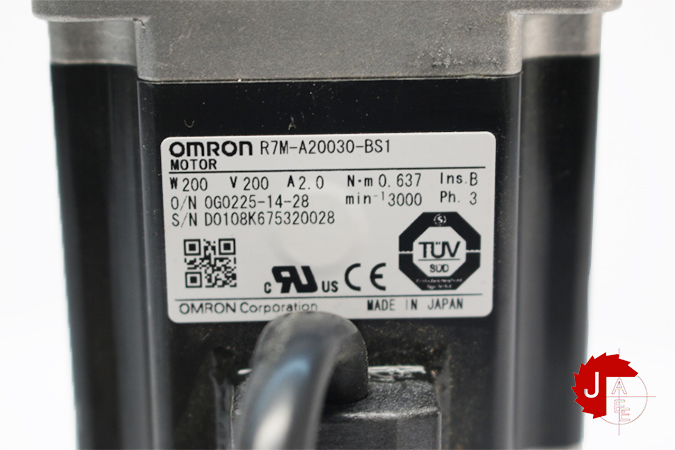 OMRON R7M-A20030-BS1
MOTOR
W 200 V 200 A 2.0 N·m 0.637 Ins. B
O/N 0G0225-14-28 min⁻¹ 3000 Ph. 3
S/N D0108K675320028
c RU US CE
TÜV
SÜD
OMRON Corporation MADE IN JAPAN
J
A
E
E